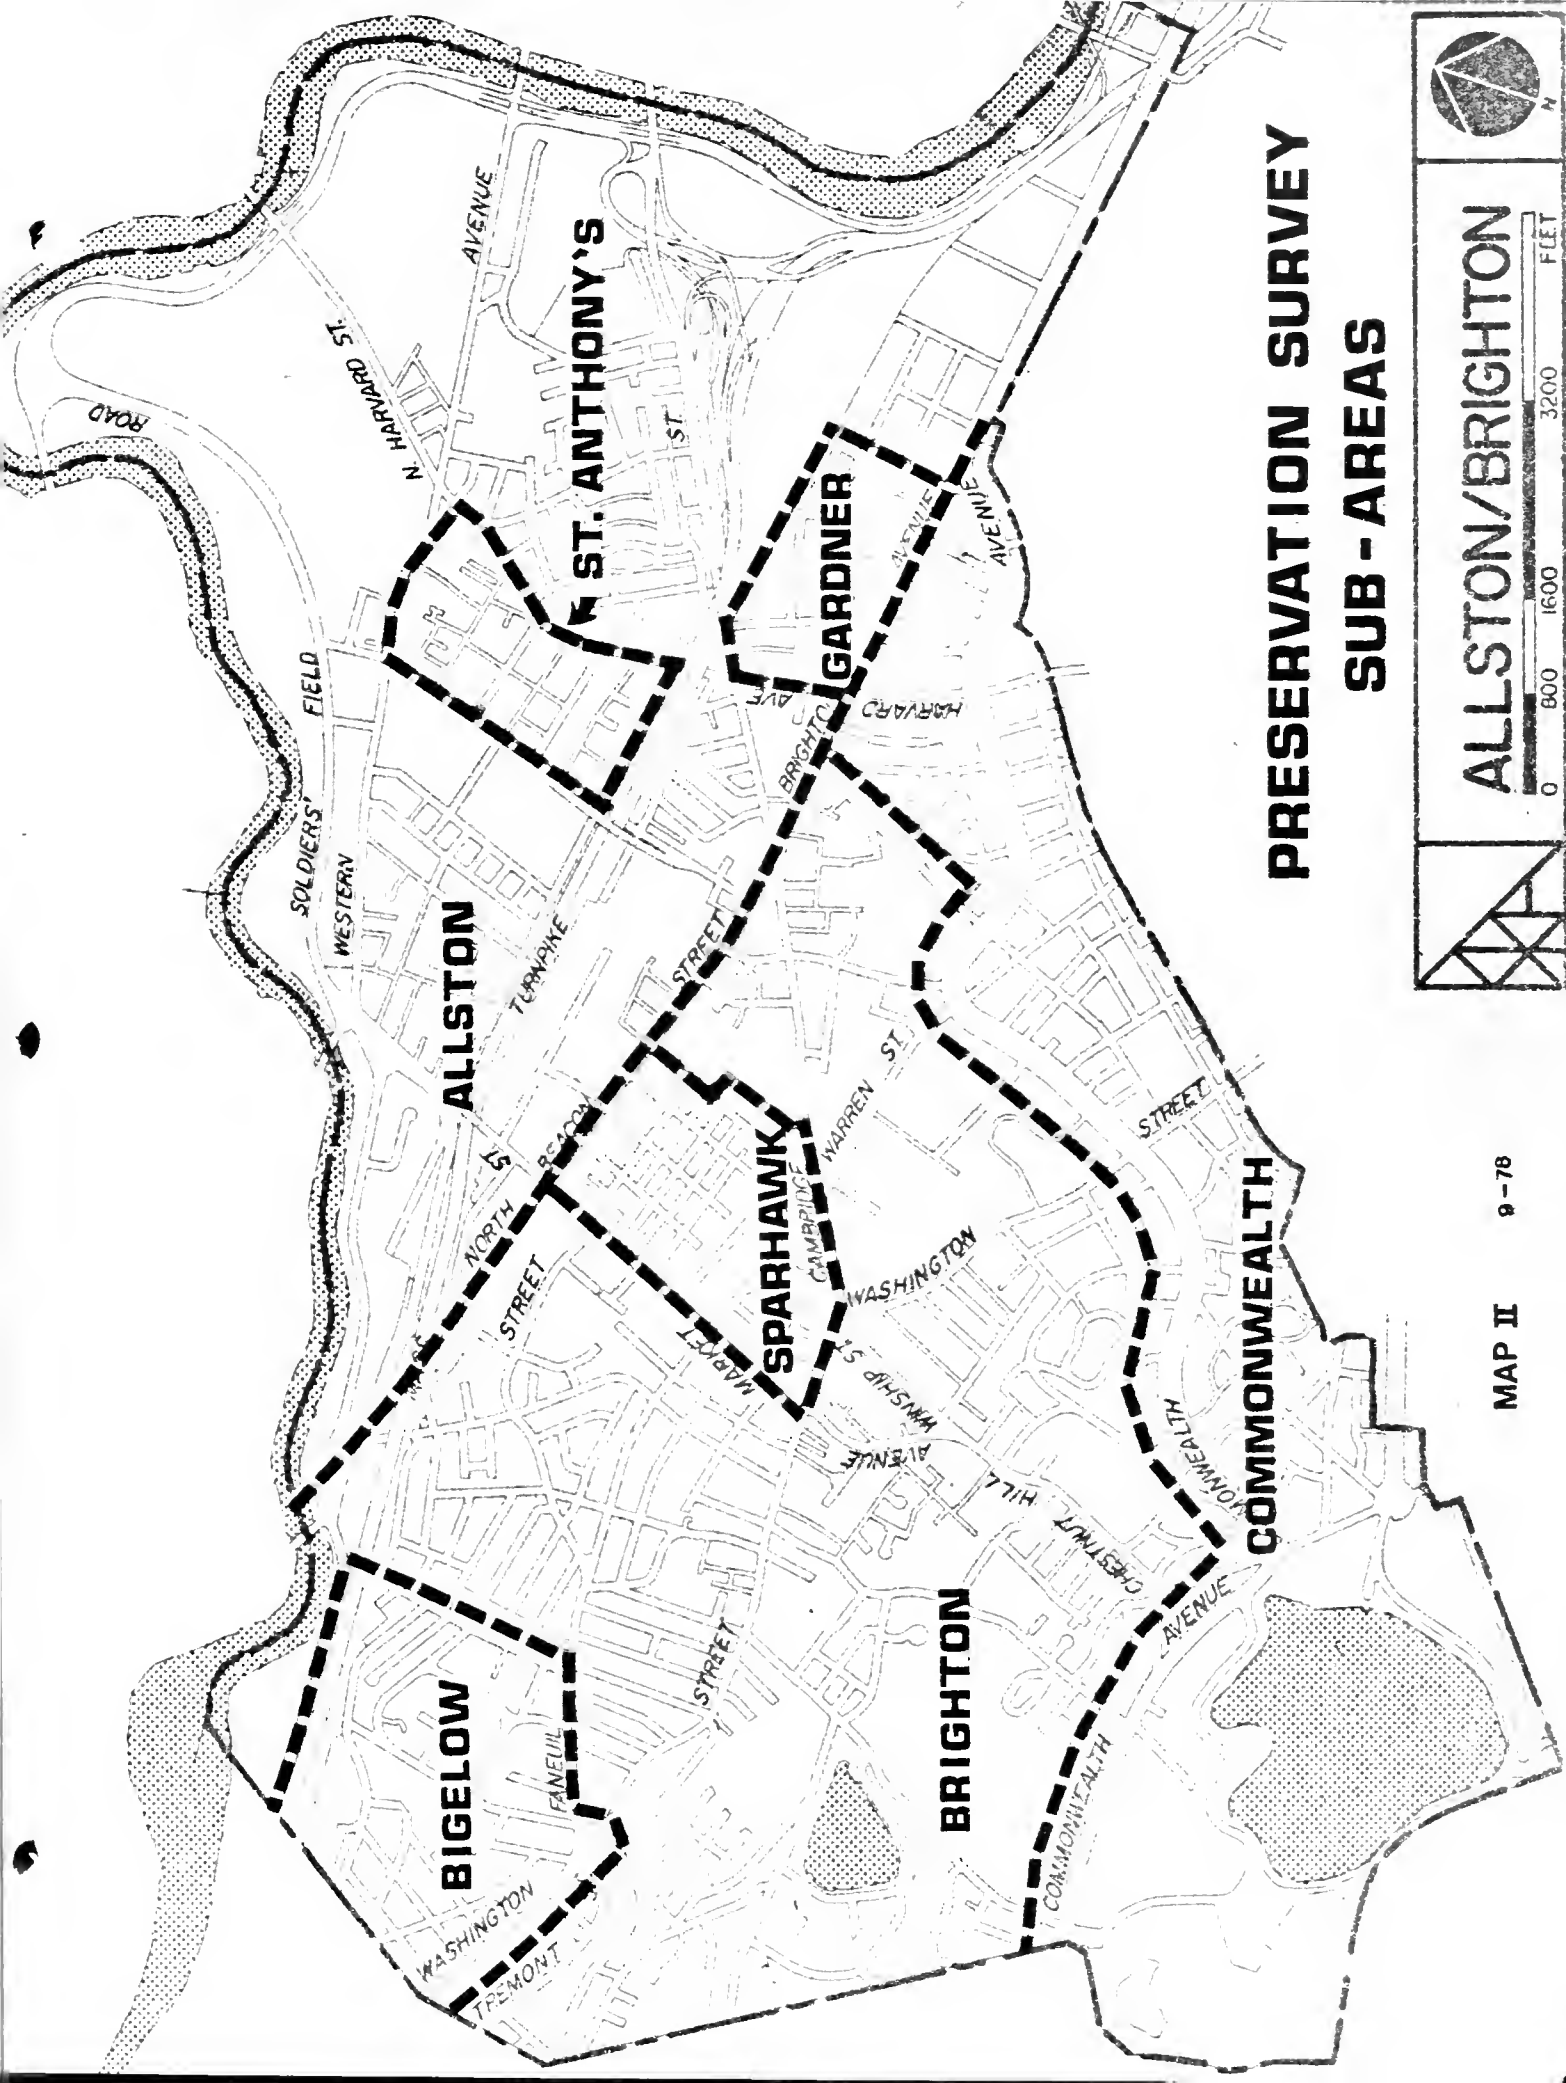 PRESERVATION SURVEY
SUB-AREAS
ALLSTON/BRIGHTON
0 800 1600 3200 FEET
N
MAP II 9-78
ALLSTON
ST. ANTHONY'S
GARDNER
SPARHAWK
BIGELOW
BRIGHTON
COMMONWEALTH
SOLDIERS'
FIELD
ROAD
WESTERN
AVENUE
N HARVARD ST.
ST
TURNPIKE
NORTH
BEACON
STREET
ST
STREET
MARKET
CAMBRIDGE
WARREN
ST.
WASHINGTON
STREET
WINSHIP ST.
CHESTNUT
HILL
AVENUE
HARVARD
AVE
AVENUE
AVENUE
FANEUIL
STREET
WASHINGTON
TREMONT
COMMONWEALTH
AVENUE